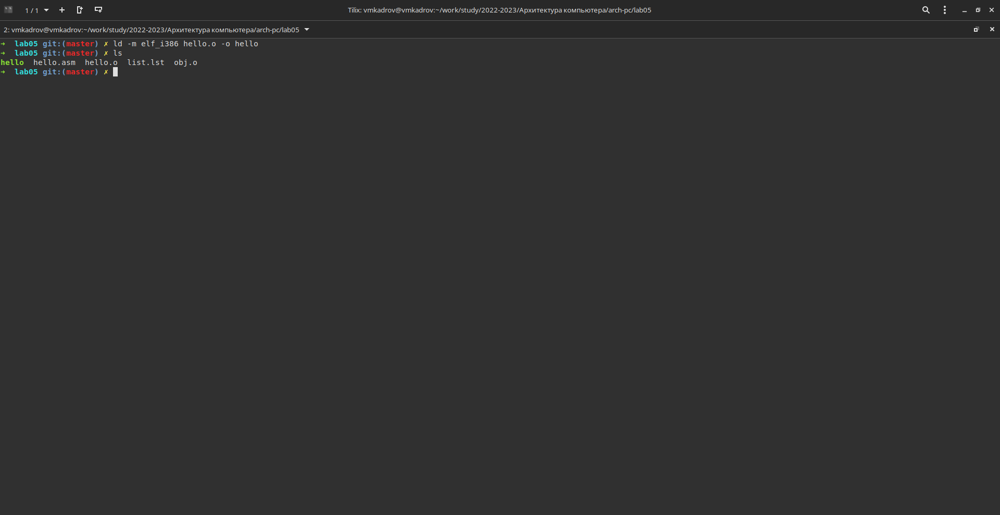 1 / 1
Tilix: vmkadrov@vmkadrov:~/work/study/2022-2023/Архитектура компьютера/arch-pc/lab05
2: vmkadrov@vmkadrov:~/work/study/2022-2023/Архитектура компьютера/arch-pc/lab05
➜  lab05 git:(master) ✗ ld -m elf_i386 hello.o -o hello
➜  lab05 git:(master) ✗ ls
hello  hello.asm  hello.o  list.lst  obj.o
➜  lab05 git:(master) ✗